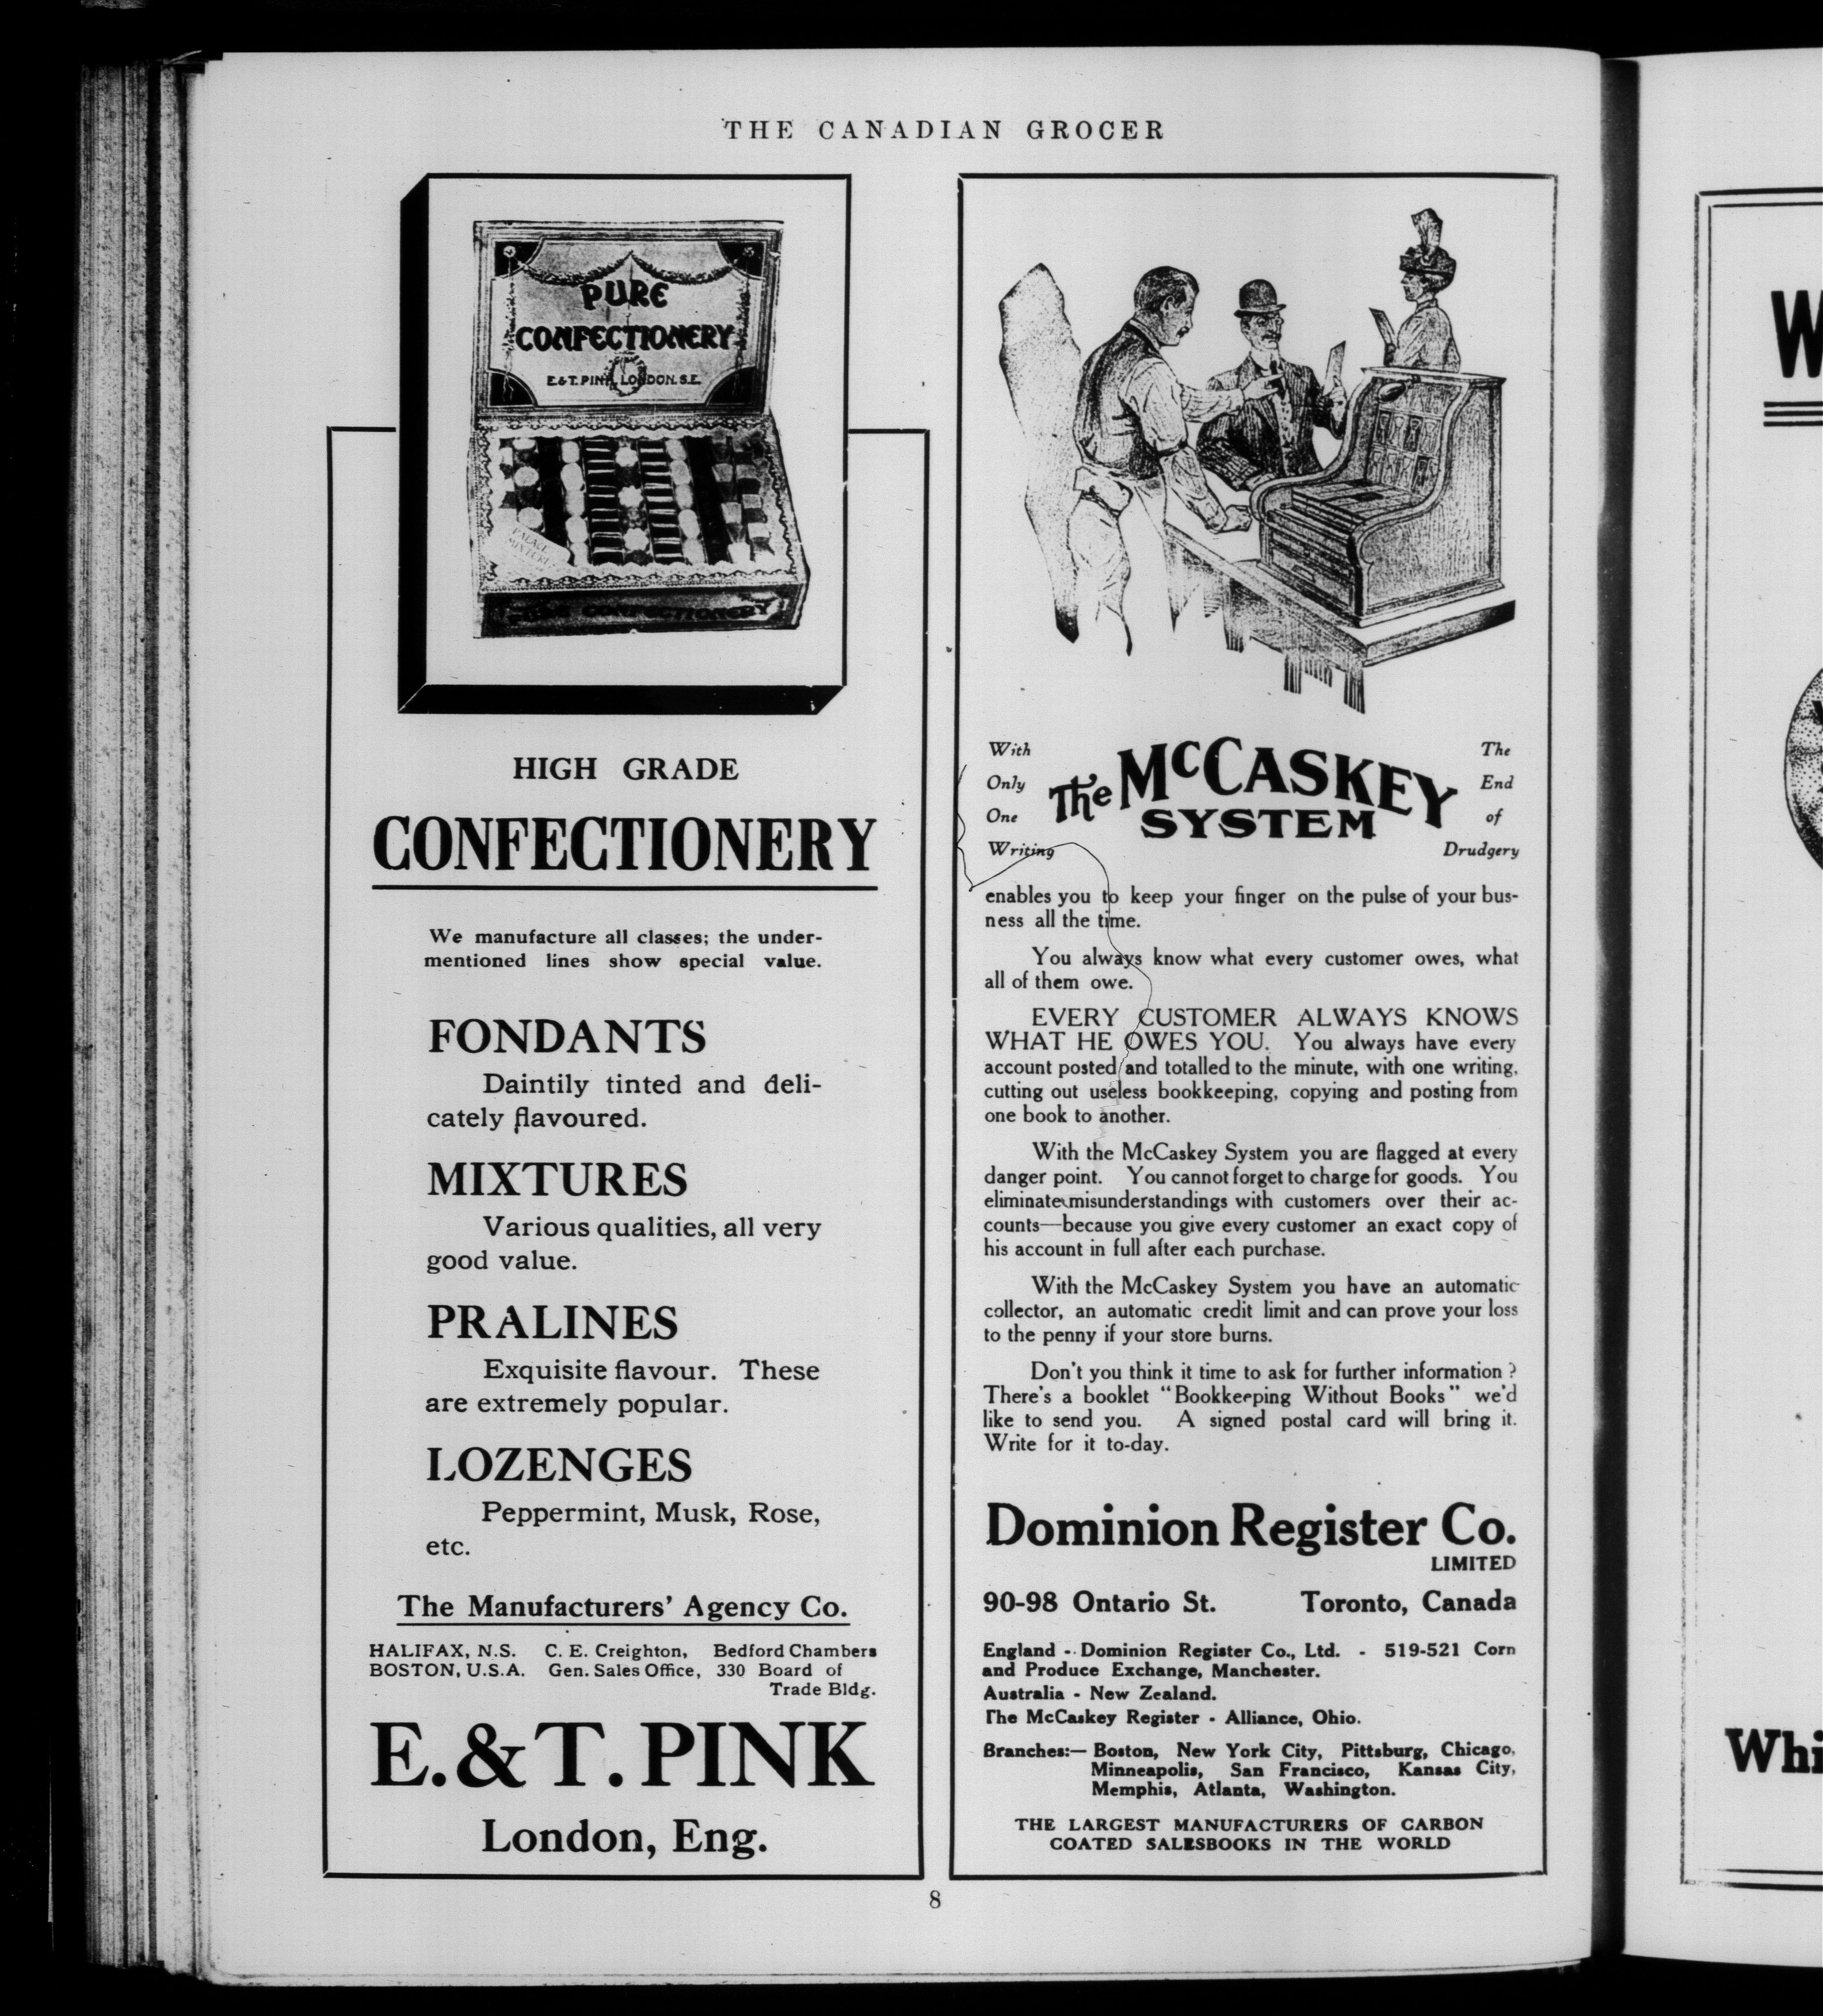 THE CANADIAN GROCER
PURE
CONFECTIONERY
E.& T. PINK, LONDON. S.E.
PALACE
MIXTURE
CONFECTIONERY
HIGH GRADE
CONFECTIONERY
We manufacture all classes; the under-
mentioned lines show special value.
FONDANTS
Daintily tinted and deli-
cately flavoured.
MIXTURES
Various qualities, all very
good value.
PRALINES
Exquisite flavour. These
are extremely popular.
LOZENGES
Peppermint, Musk, Rose,
etc.
The Manufacturers' Agency Co.
HALIFAX, N.S. C. E. Creighton, Bedford Chambers
BOSTON, U.S.A. Gen. Sales Office, 330 Board of
Trade Bldg.
E. & T. PINK
London, Eng.
With
Only
One
Writing
The McCASKEY
SYSTEM
The
End
of
Drudgery
enables you to keep your finger on the pulse of your bus-
ness all the time.
You always know what every customer owes, what
all of them owe.
EVERY CUSTOMER ALWAYS KNOWS
WHAT HE OWES YOU. You always have every
account posted and totalled to the minute, with one writing,
cutting out useless bookkeeping, copying and posting from
one book to another.
With the McCaskey System you are flagged at every
danger point. You cannot forget to charge for goods. You
eliminate misunderstandings with customers over their ac-
counts—because you give every customer an exact copy of
his account in full after each purchase.
With the McCaskey System you have an automatic
collector, an automatic credit limit and can prove your loss
to the penny if your store burns.
Don't you think it time to ask for further information ?
There's a booklet "Bookkeeping Without Books" we'd
like to send you. A signed postal card will bring it.
Write for it to-day.
Dominion Register Co.
LIMITED
90-98 Ontario St. Toronto, Canada
England - Dominion Register Co., Ltd. - 519-521 Corn
and Produce Exchange, Manchester.
Australia - New Zealand.
The McCaskey Register - Alliance, Ohio.
Branches:— Boston, New York City, Pittsburg, Chicago,
Minneapolis, San Francisco, Kansas City,
Memphis, Atlanta, Washington.
THE LARGEST MANUFACTURERS OF CARBON
COATED SALESBOOKS IN THE WORLD
8